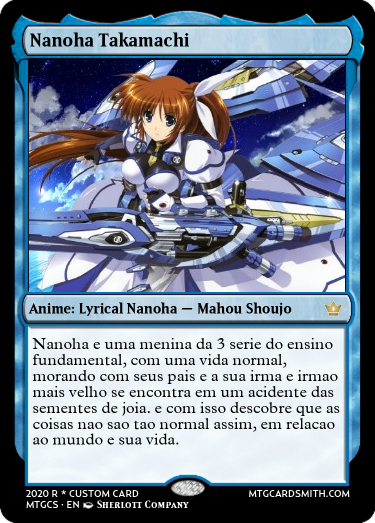 Nanoha Takamachi
Anime: Lyrical Nanoha — Mahou Shoujo
Nanoha e uma menina da 3 serie do ensino
fundamental, com uma vida normal,
morando com seus pais e a sua irma e irmao
mais velho se encontra em um acidente das
sementes de joia. e com isso descobre que as
coisas nao sao tao normal assim, em relacao
ao mundo e sua vida.
2020 R * CUSTOM CARD
MTGCS · EN SHERLOTT COMPANY
MTGCARDSMITH.COM